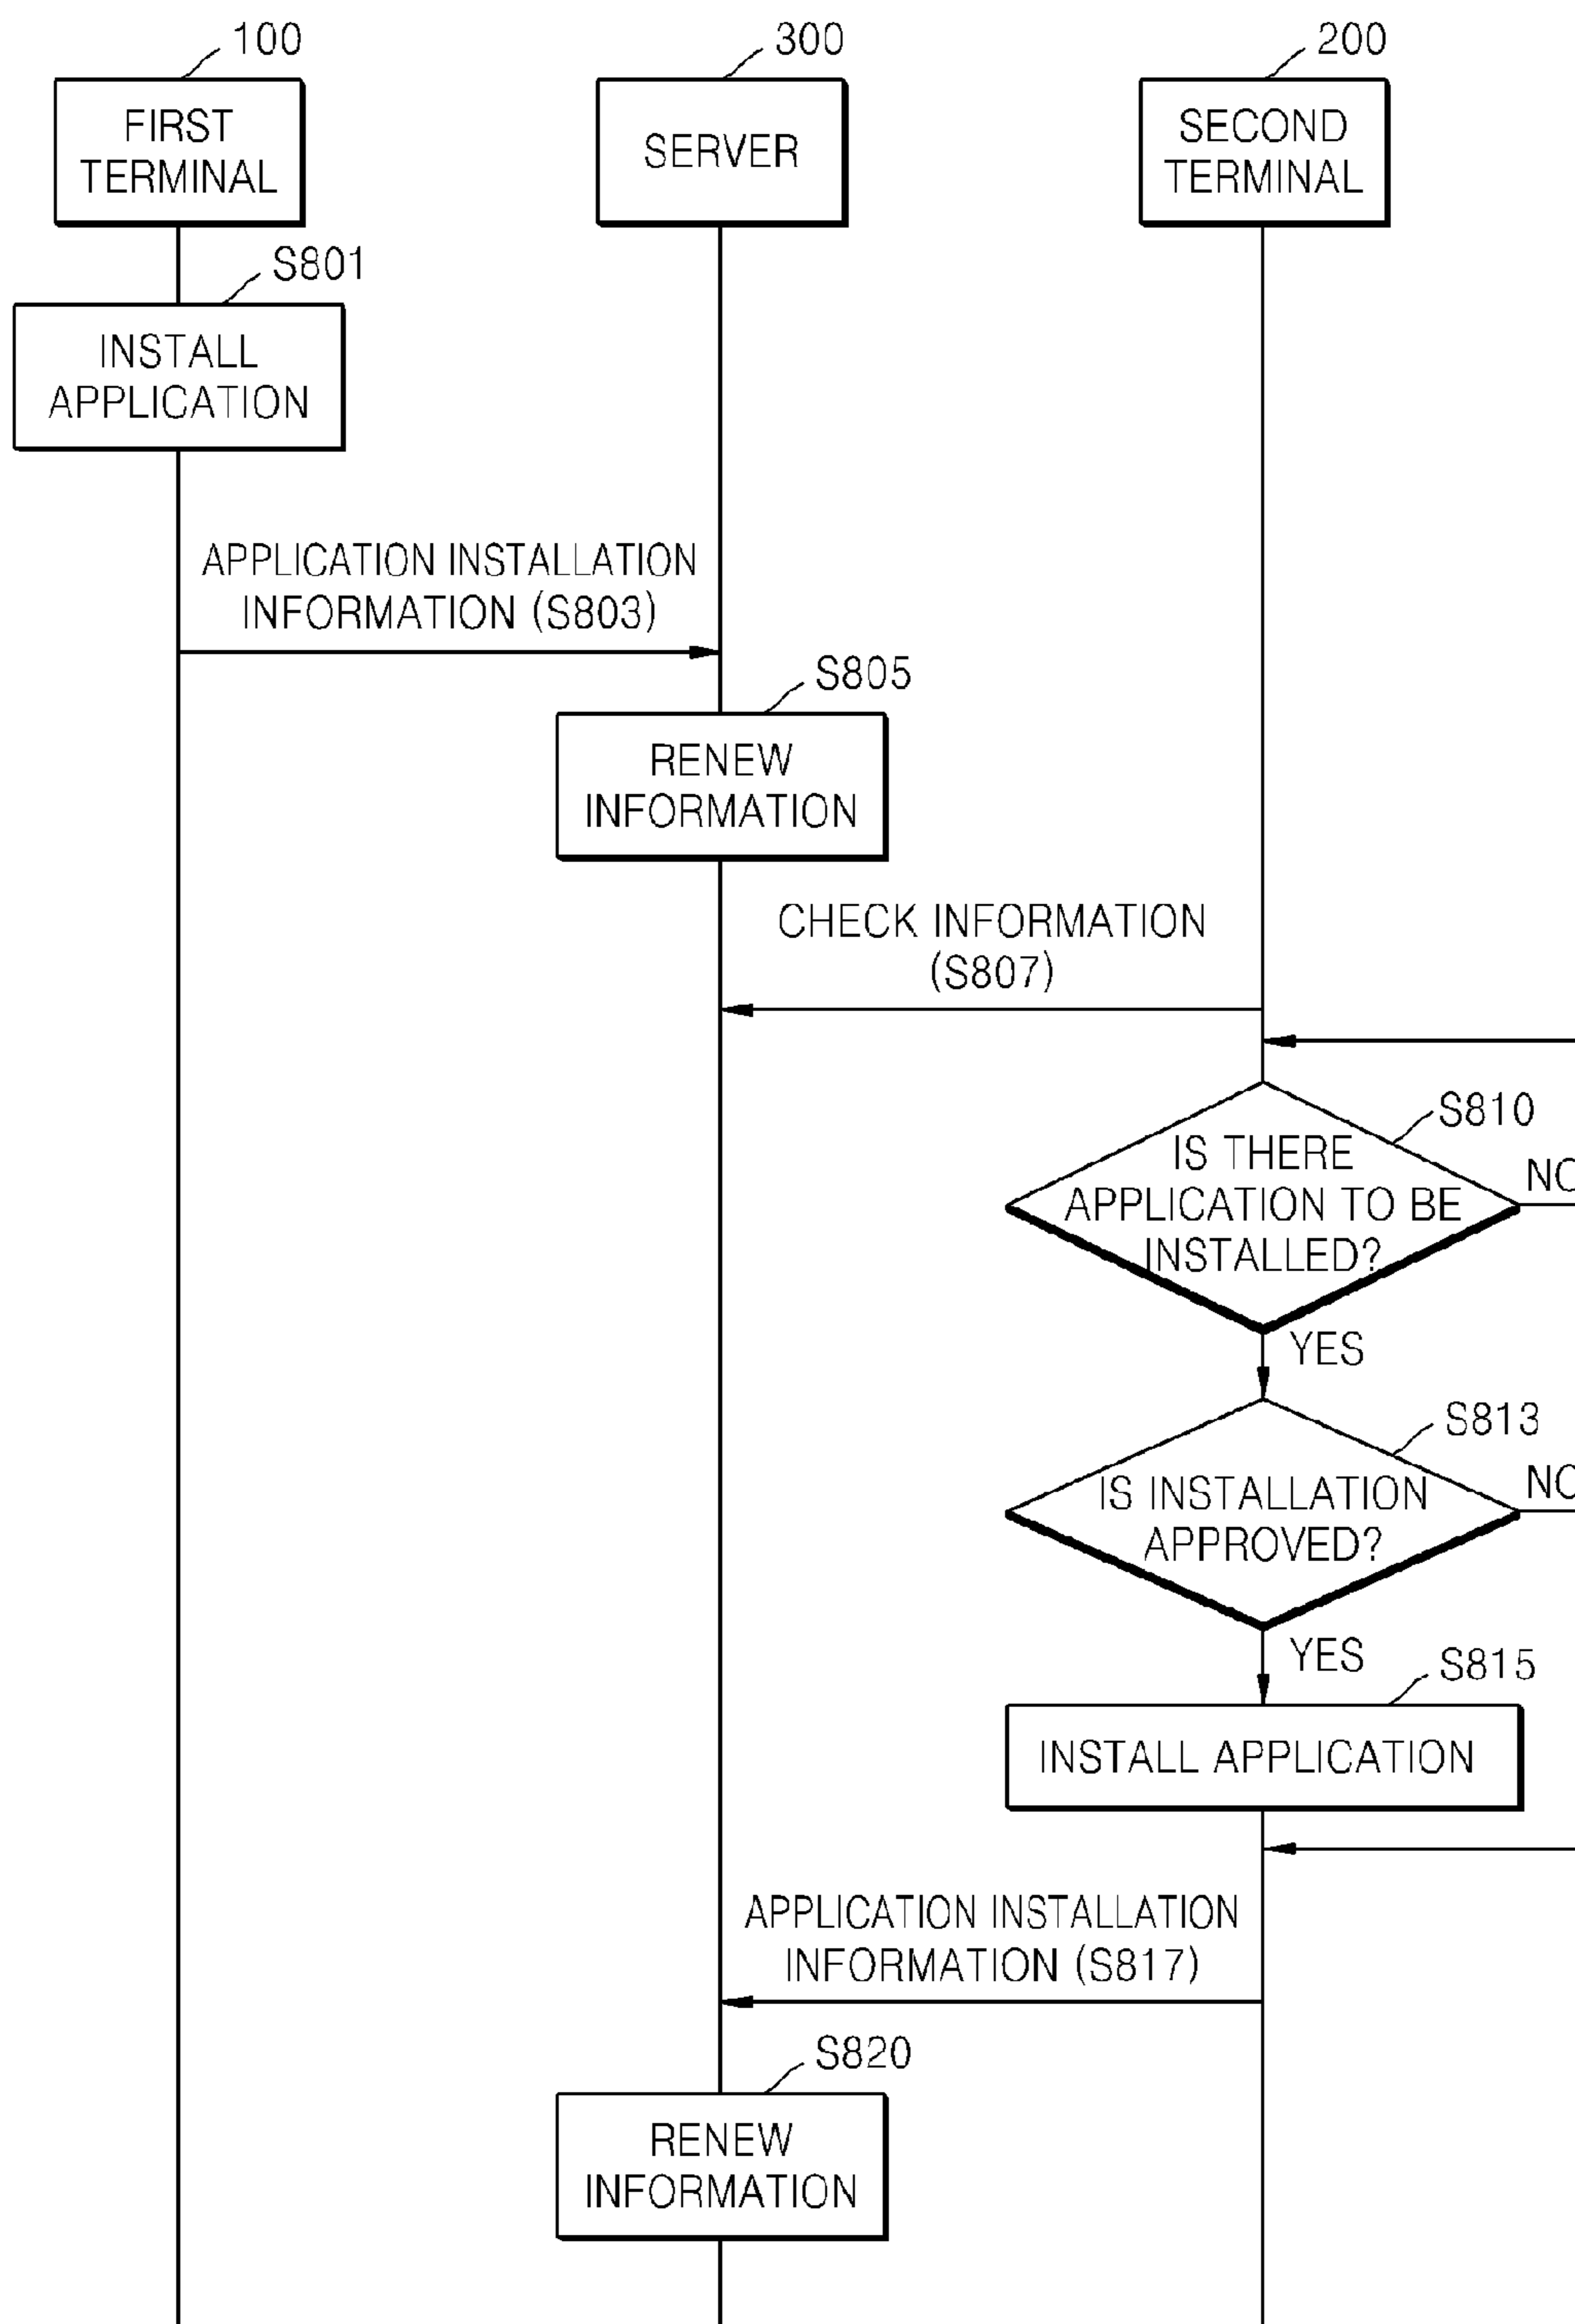 100
300
200
FIRST
TERMINAL
SERVER
SECOND
TERMINAL
S801
INSTALL
APPLICATION
APPLICATION INSTALLATION
INFORMATION (S803)
S805
RENEW
INFORMATION
CHECK INFORMATION
(S807)
S810
IS THERE
APPLICATION TO BE
INSTALLED?
NO
YES
S813
IS INSTALLATION
APPROVED?
NO
YES
S815
INSTALL APPLICATION
APPLICATION INSTALLATION
INFORMATION (S817)
S820
RENEW
INFORMATION